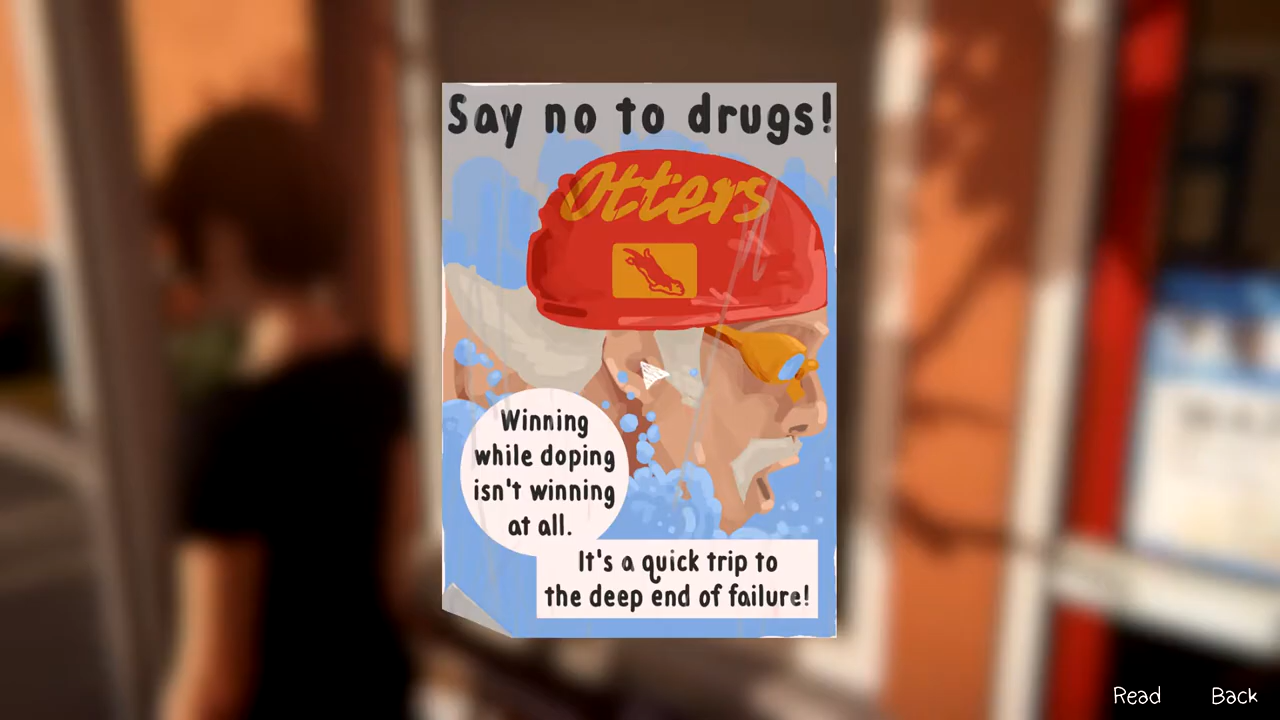 Say no to drugs!
Otters
Winning
while doping
isn't winning
at all.
It's a quick trip to
the deep end of failure!
Read Back